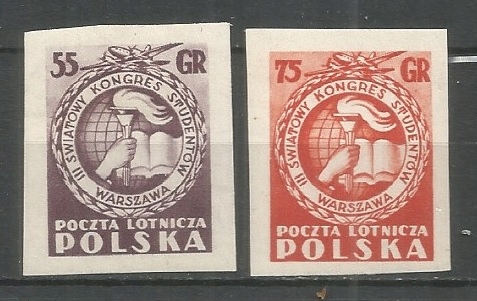 55 GR
III ŚWIATOWY KONGRES STUDENTÓW
WARSZAWA
POCZTA LOTNICZA
POLSKA
75 GR
III ŚWIATOWY KONGRES STUDENTÓW
WARSZAWA
POCZTA LOTNICZA
POLSKA